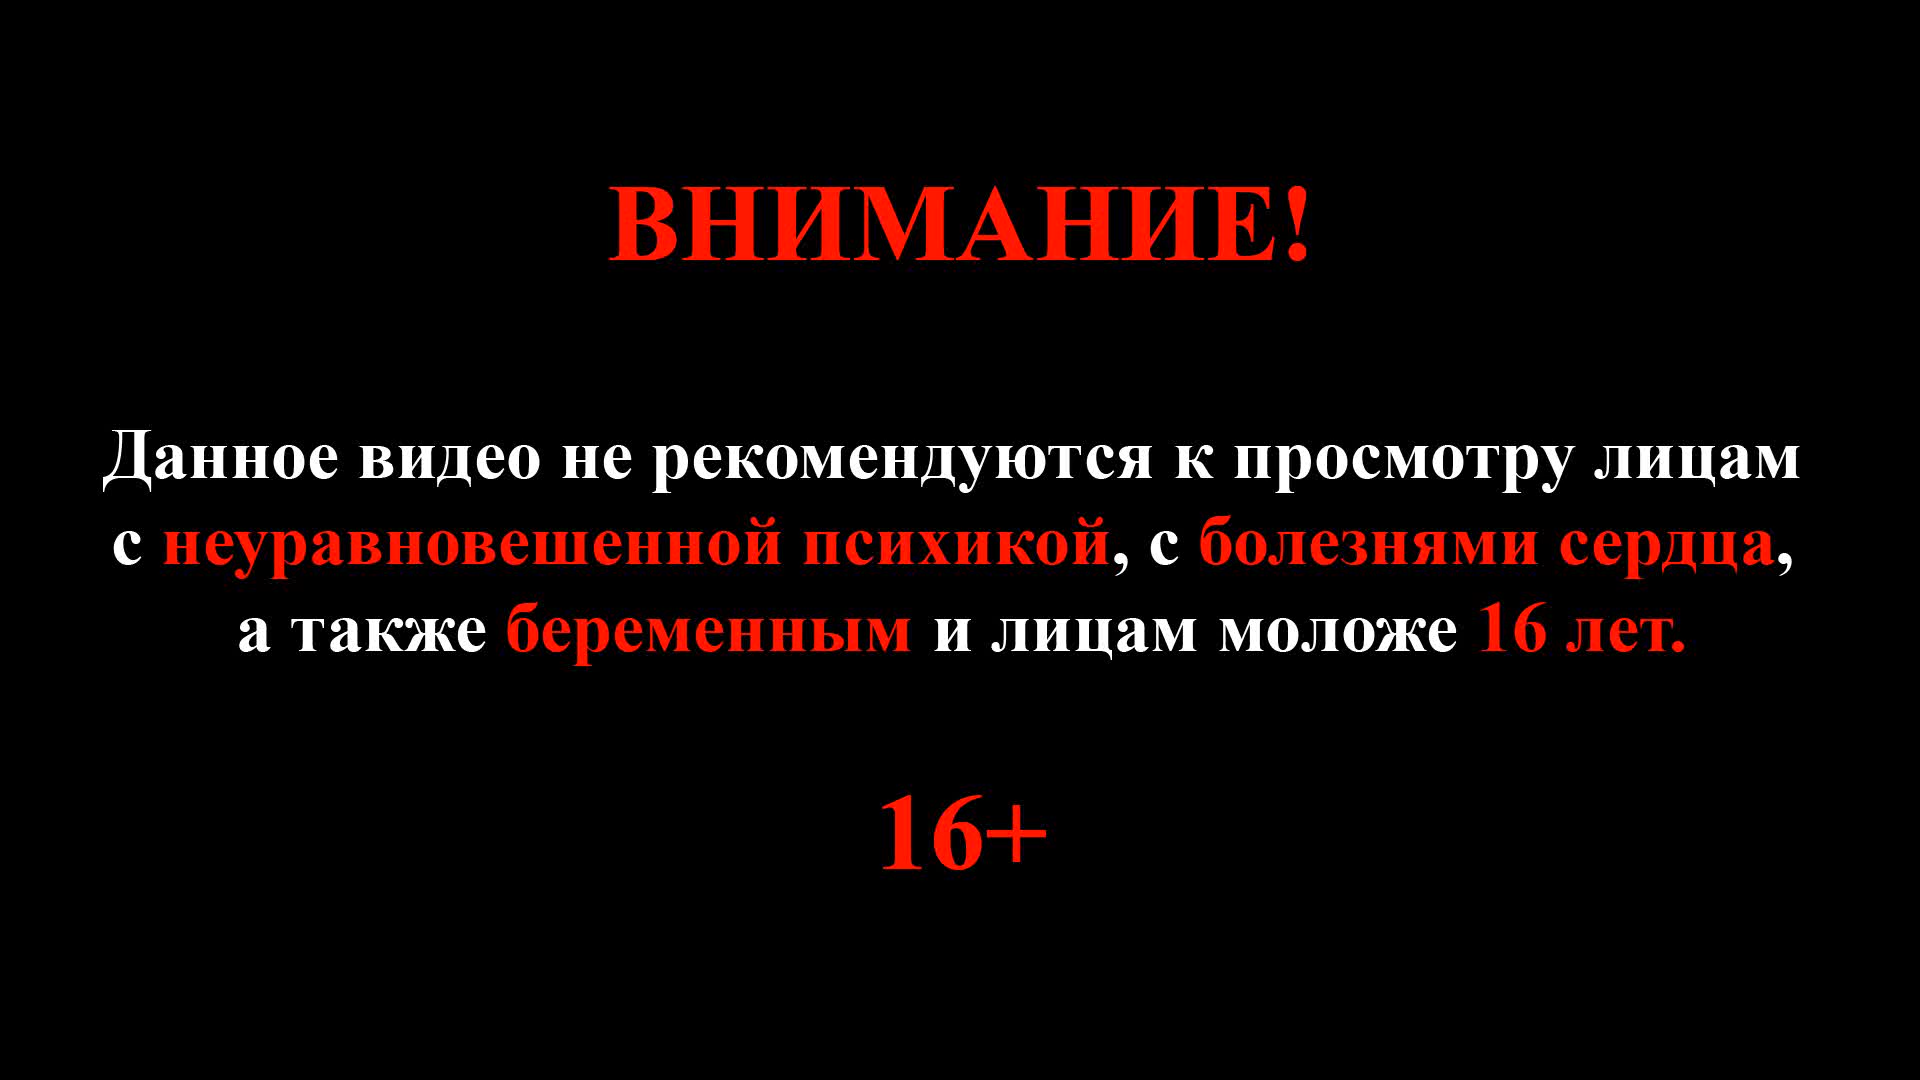 ВНИМАНИЕ!
Данное видео не рекомендуются к просмотру лицам
с неуравновешенной психикой, с болезнями сердца,
а также беременным и лицам моложе 16 лет.
16+